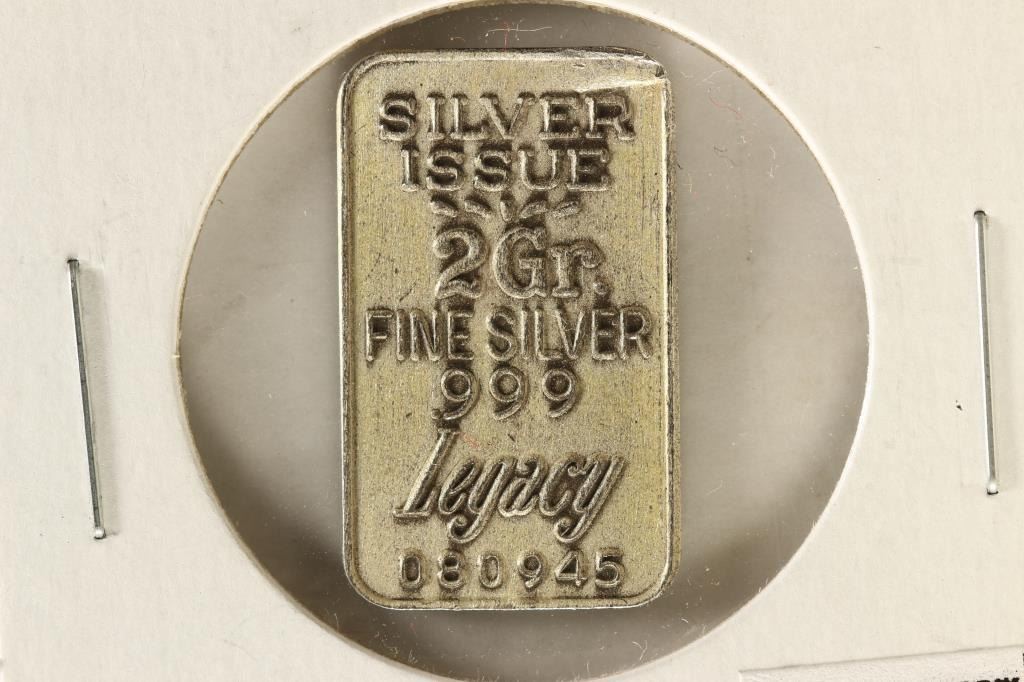 SILVER
ISSUE
2Gr.
FINE SILVER
999
Legacy
080945